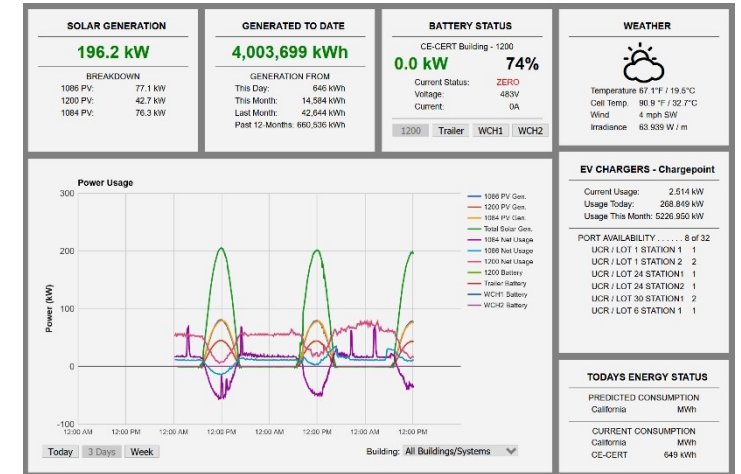 SOLAR GENERATION
196.2 kW
BREAKDOWN
1086 PV: 77.1 kW
1200 PV: 42.7 kW
1084 PV: 76.3 kW
GENERATED TO DATE
4,003,699 kWh
GENERATION FROM
This Day: 646 kWh
This Month: 14,584 kWh
Last Month: 42,644 kWh
Past 12-Months: 660,536 kWh
BATTERY STATUS
CE-CERT Building - 1200
0.0 kW 74%
Current Status: ZERO
Voltage: 483V
Current: 0A
1200 Trailer WCH1 WCH2
WEATHER
Temperature 67.1°F / 19.5°C
Cell Temp. 90.9 °F / 32.7°C
Wind 4 mph SW
Irradiance 63.939 W / m
Power Usage
300
200
100
0
-100
Power (kW)
12:00 AM 12:00 PM 12:00 AM 12:00 PM 12:00 AM 12:00 PM 12:00 AM 12:00 PM
1086 PV Gen.
1200 PV Gen.
1084 PV Gen.
Total Solar Gen.
1084 Net Usage
1086 Net Usage
1200 Net Usage
1200 Battery
Trailer Battery
WCH1 Battery
WCH2 Battery
Today 3 Days Week
Building: All Buildings/Systems
EV CHARGERS - Chargepoint
Current Usage: 2.514 kW
Usage Today: 268.849 kW
Usage This Month: 5226.950 kW
PORT AVAILABILITY . . . . . . 8 of 32
UCR / LOT 1 STATION 1 1
UCR / LOT 1 STATION 2 2
UCR / LOT 24 STATION1 1
UCR / LOT 24 STATION2 1
UCR / LOT 30 STATION1 2
UCR / LOT 6 STATION 1 1
TODAYS ENERGY STATUS
PREDICTED CONSUMPTION
California MWh
CURRENT CONSUMPTION
California MWh
CE-CERT 649 kWh